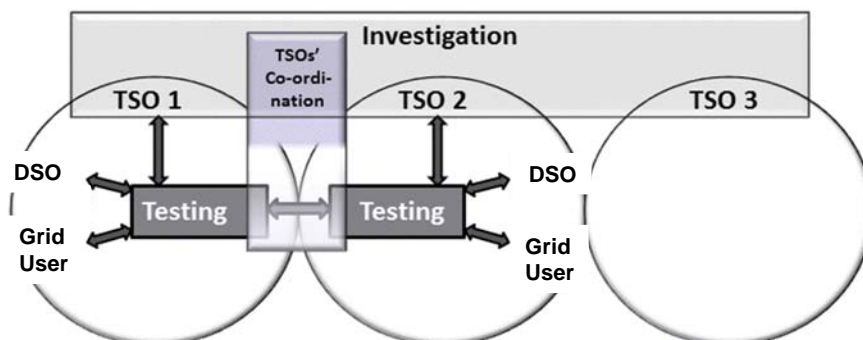 Investigation
TSOs'
Co-ordi-
nation
TSO 1
TSO 2
TSO 3
DSO
DSO
Testing
Testing
Grid
User
Grid
User